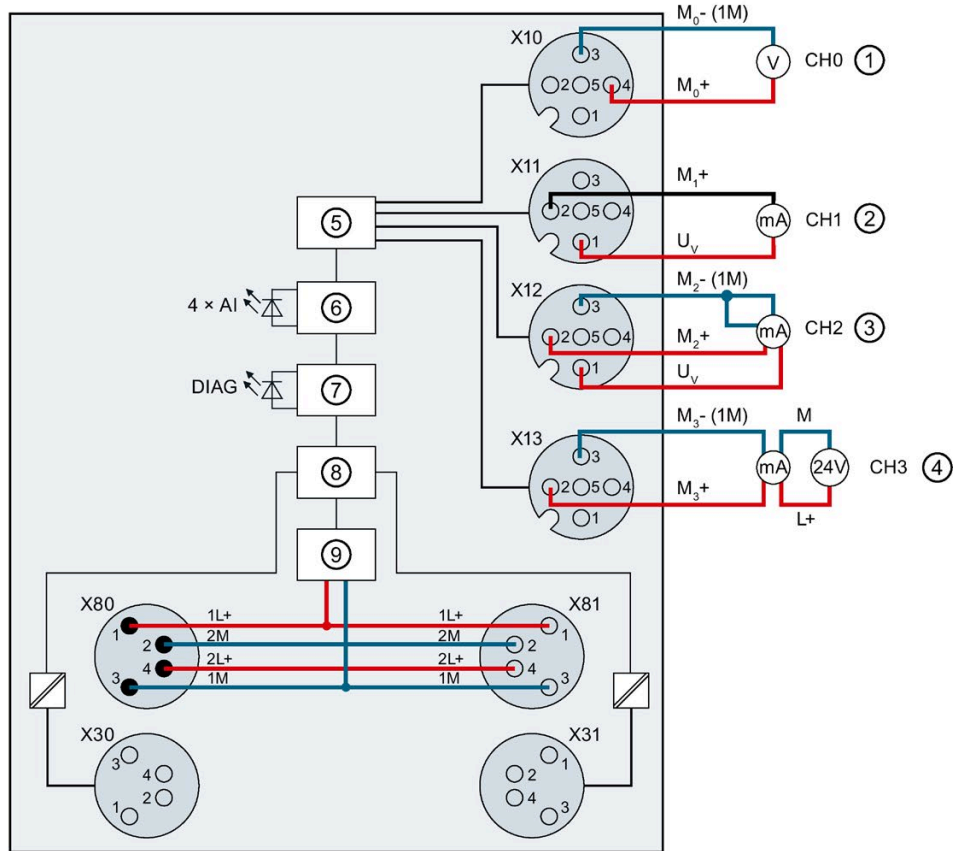 M0- (1M)
X10
3
V
CH0 1
2 5 4
M0+
1
X11
3
M1+
5
2 5 4
mA
CH1 2
1
UV
M2- (1M)
X12
3
4 × AI
6
2 5 4
M2+
mA
CH2 3
1
UV
DIAG
7
M3- (1M)
M
X13
3
8
2 5 4
mA
24V
CH3 4
M3+
1
L+
9
X80
X81
1
1L+
1L+
1
2
2M
2M
2
4
2L+
2L+
4
3
1M
1M
3
X30
X31
3
1
4
2
2
4
1
3